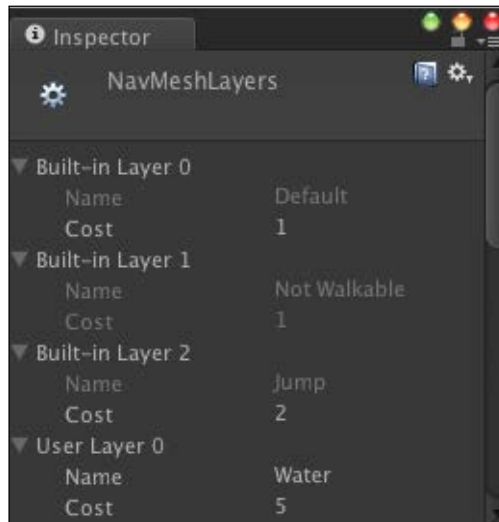 Inspector
NavMeshLayers
Built-in Layer 0
Name Default
Cost 1
Built-in Layer 1
Name Not Walkable
Cost 1
Built-in Layer 2
Name Jump
Cost 2
User Layer 0
Name Water
Cost 5